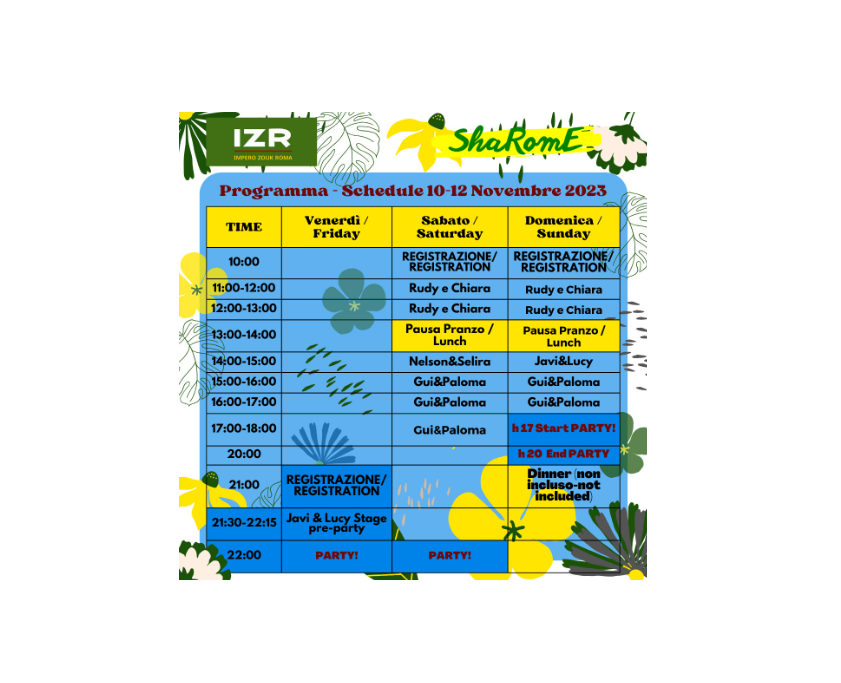 IZR
IMPERO ZOUK ROMA
ShaRomE
Programma - Schedule 10-12 Novembre 2023
TIME
Venerdì /
Friday
Sabato /
Saturday
Domenica /
Sunday
10:00
REGISTRAZIONE/
REGISTRATION
REGISTRAZIONE/
REGISTRATION
11:00-12:00
Rudy e Chiara
Rudy e Chiara
12:00-13:00
Rudy e Chiara
Rudy e Chiara
13:00-14:00
Pausa Pranzo /
Lunch
Pausa Pranzo /
Lunch
14:00-15:00
Nelson&Selira
Javi&Lucy
15:00-16:00
Gui&Paloma
Gui&Paloma
16:00-17:00
Gui&Paloma
Gui&Paloma
17:00-18:00
Gui&Paloma
h 17 Start PARTY!
20:00
h 20 End PARTY
21:00
REGISTRAZIONE/
REGISTRATION
Dinner (non
incluso-not
included)
21:30-22:15
Javi & Lucy Stage
pre-party
22:00
PARTY!
PARTY!